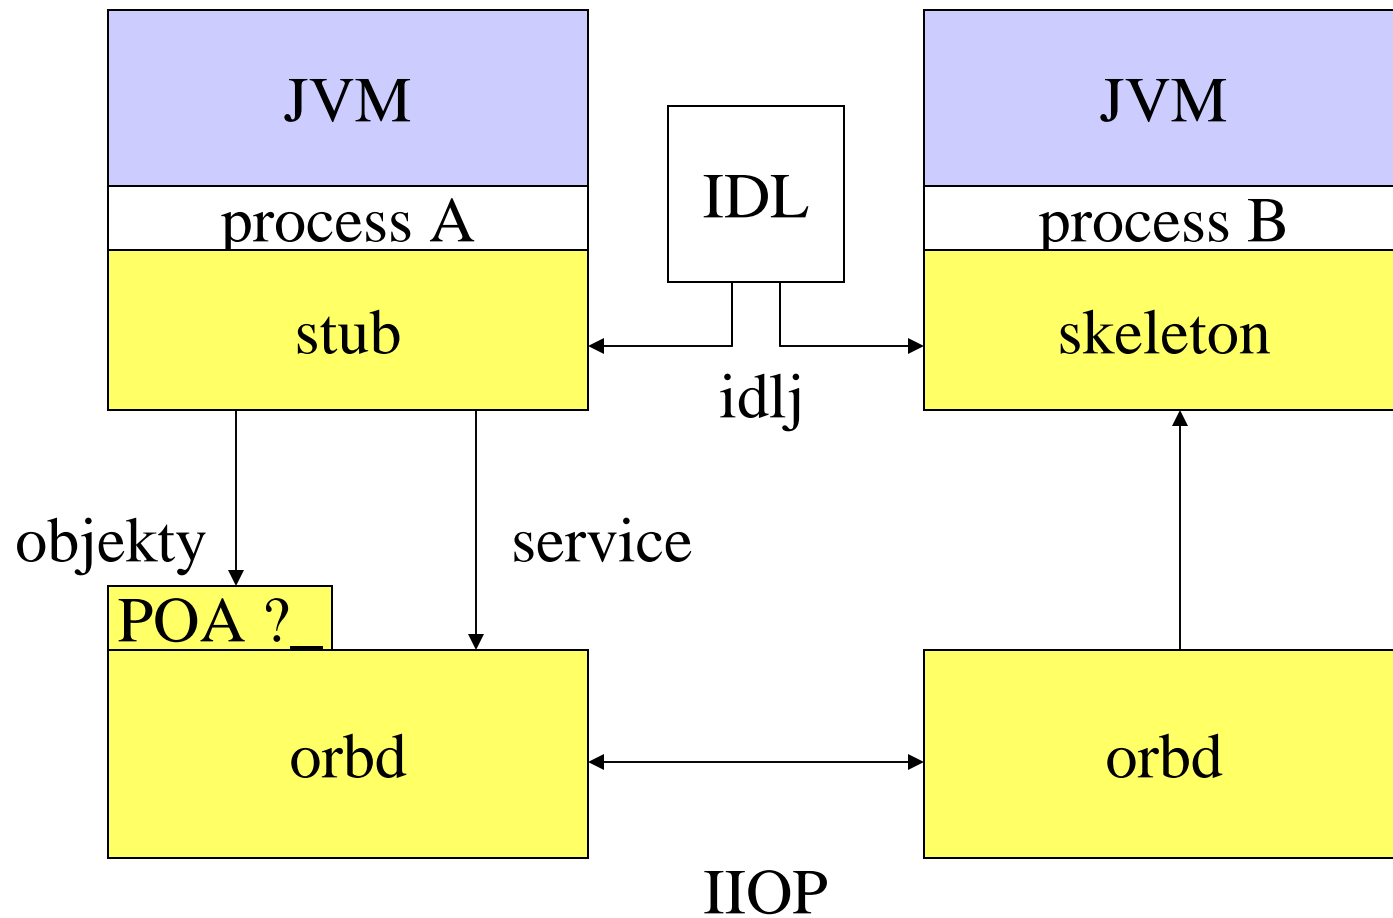 JVM
JVM
IDL
process A
process B
stub
skeleton
idlj
objekty
service
POA ?_
orbd
orbd
IIOP